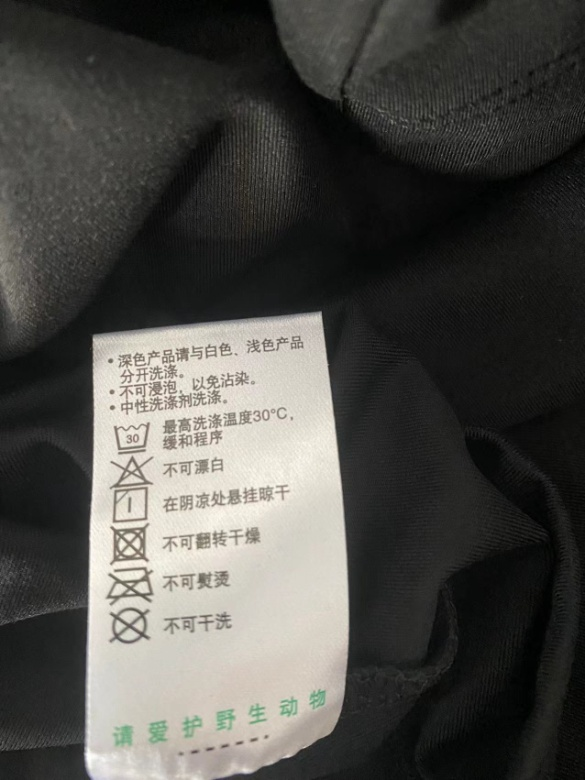 • 深色产品请与白色、浅色产品
分开洗涤。
• 不可浸泡，以免沾染。
• 中性洗涤剂洗涤。
30 最高洗涤温度30°C，
缓和程序
不可漂白
在阴凉处悬挂晾干
不可翻转干燥
不可熨烫
不可干洗
请爱护野生动物